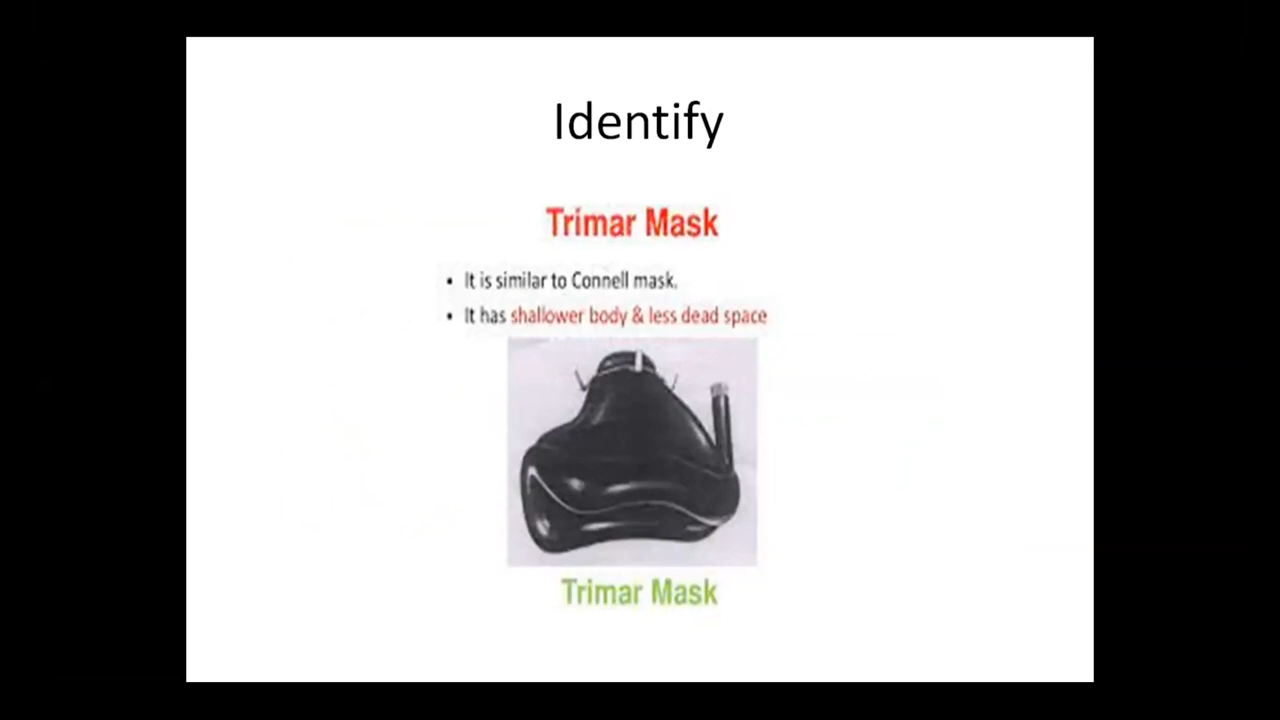 Identify
Trimar Mask
• It is similar to Connell mask.
• It has shallower body & less dead space
Trimar Mask